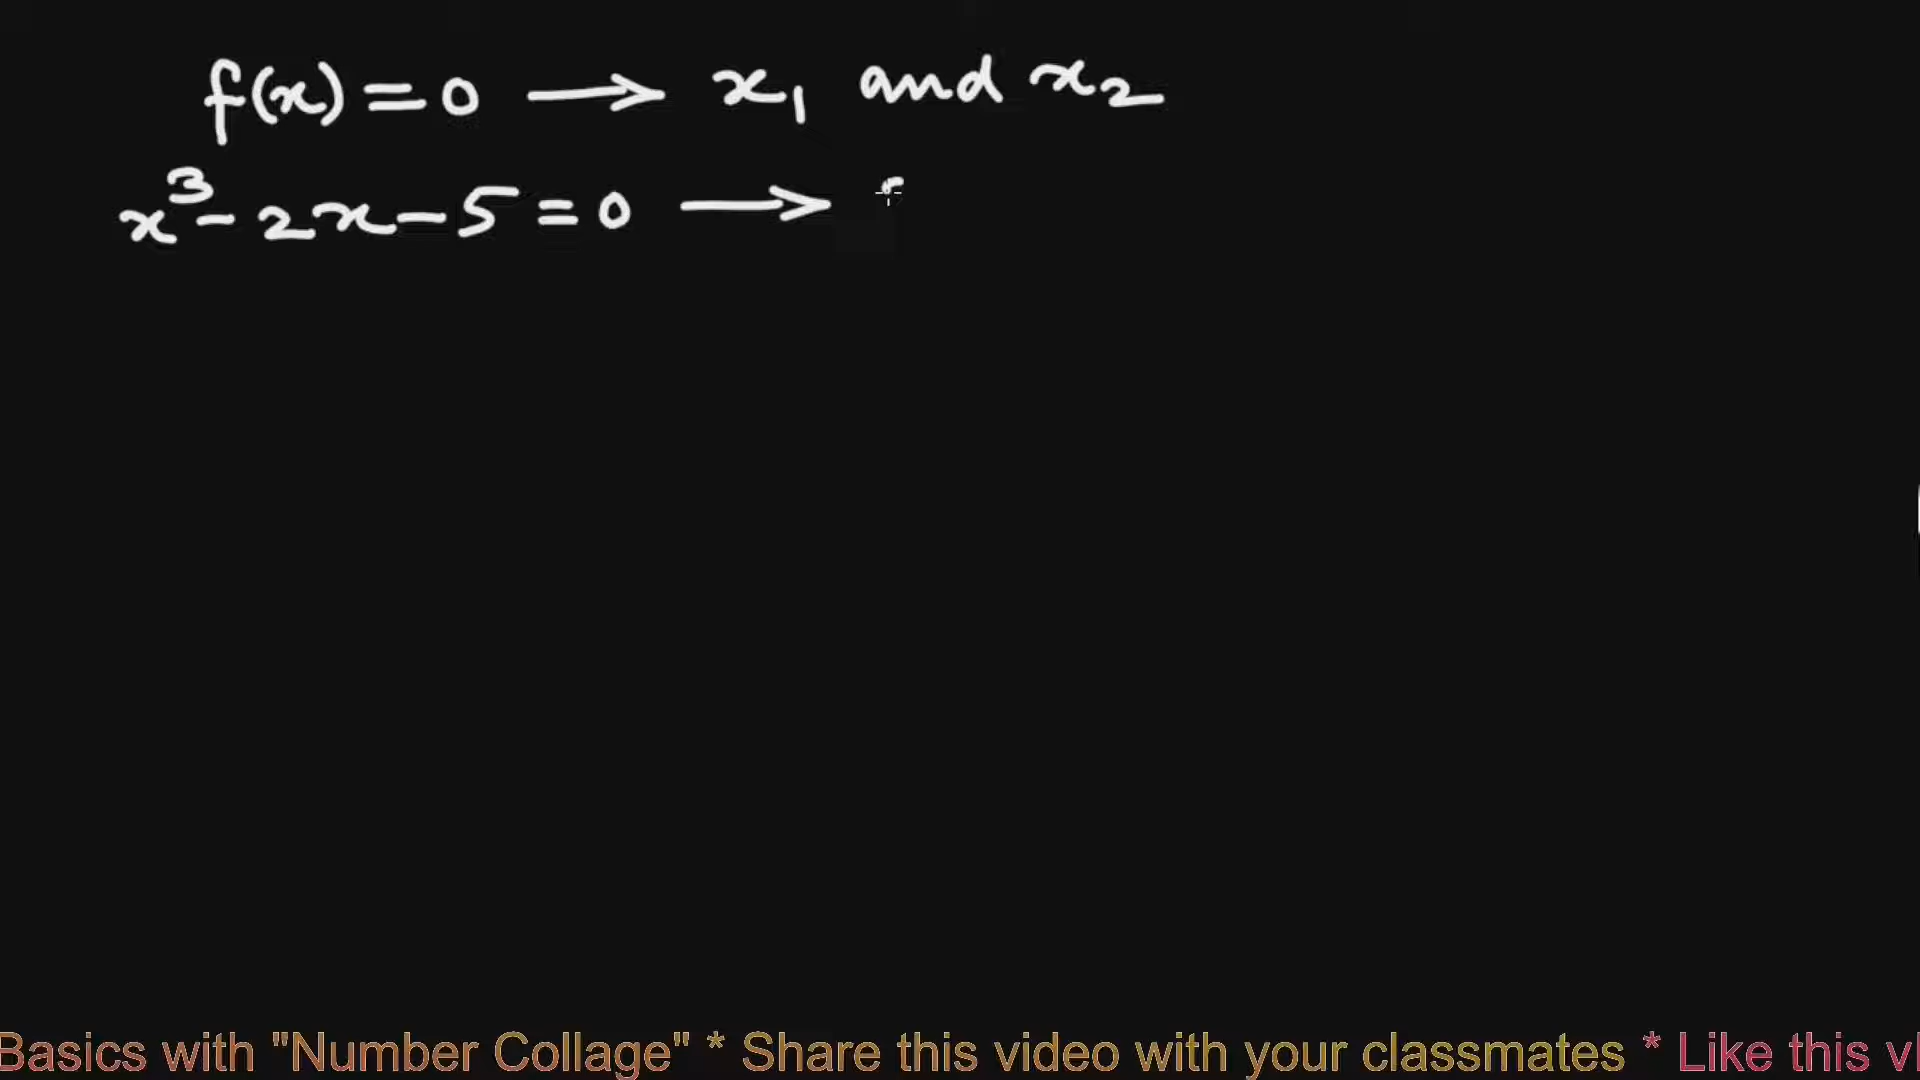 f(x) = 0 ⟶ x₁ and x₂
x³ - 2x - 5 = 0 ⟶
Basics with "Number Collage" * Share this video with your classmates * Like this